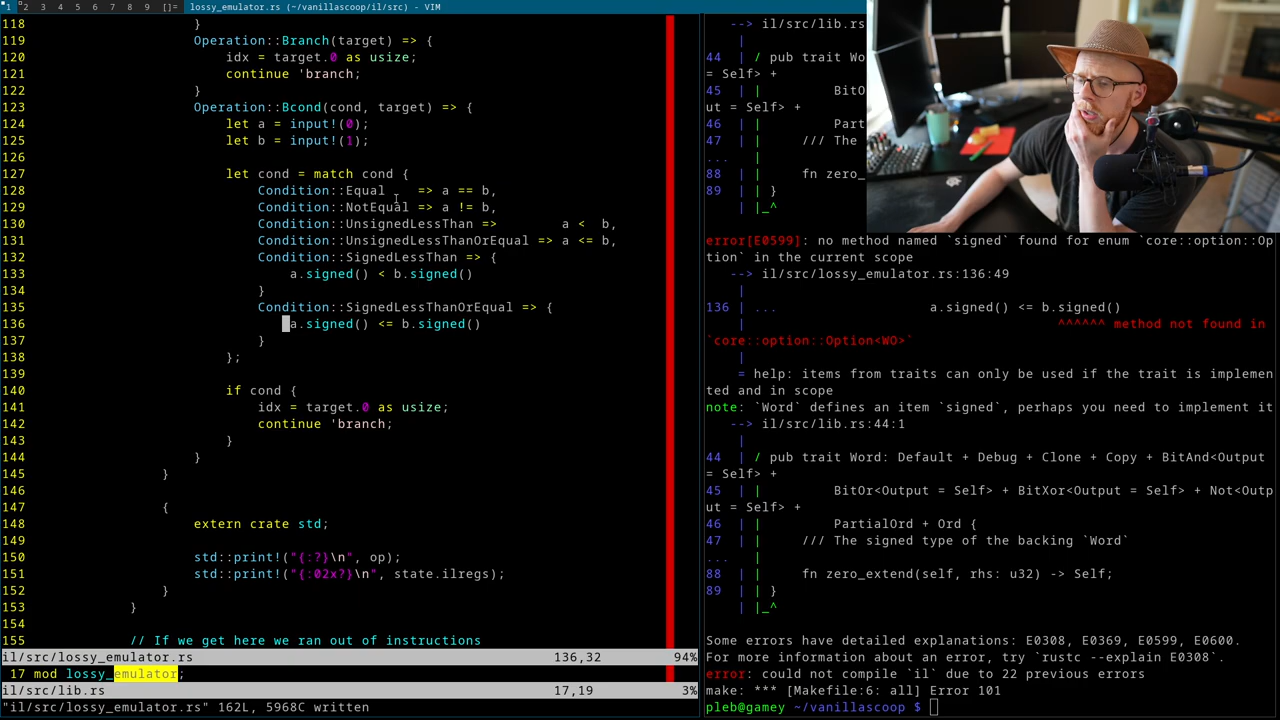 1 2 3 4 5 6 7 8 9 []= lossy_emulator.rs (~/vanillascoop/il/src) - VIM
118 }
119 Operation::Branch(target) => {
120 idx = target.0 as usize;
121 continue 'branch;
122 }
123 Operation::Bcond(cond, target) => {
124 let a = input!(0);
125 let b = input!(1);
126
127 let cond = match cond {
128 Condition::Equal => a == b,
129 Condition::NotEqual => a != b,
130 Condition::UnsignedLessThan => a < b,
131 Condition::UnsignedLessThanOrEqual => a <= b,
132 Condition::SignedLessThan => {
133 a.signed() < b.signed()
134 }
135 Condition::SignedLessThanOrEqual => {
136 a.signed() <= b.signed()
137 }
138 };
139
140 if cond {
141 idx = target.0 as usize;
142 continue 'branch;
143 }
144 }
145 }
146
147 {
148 extern crate std;
149
150 std::print!("{:?}\n", op);
151 std::print!("{:02x?}\n", state.ilregs);
152 }
153 }
154
155 // If we get here we ran out of instructions
il/src/lossy_emulator.rs 136,32 94%
17 mod lossy_emulator;
il/src/lib.rs 17,19 3%
"il/src/lossy_emulator.rs" 162L, 5968C written
--> il/src/lib.rs
|
44 / pub trait Wo
= Self> +
45 | | BitO
ut = Self> +
46 | | Part
47 | | /// The
... |
88 | | fn zero_
89 | | }
| |_^

error[E0599]: no method named `signed` found for enum `core::option::Op
tion` in the current scope
--> il/src/lossy_emulator.rs:136:49
|
136 | ... a.signed() <= b.signed()
| ^^^^^^ method not found in
`core::option::Option<WO>`
|
= help: items from traits can only be used if the trait is implemen
ted and in scope
note: `Word` defines an item `signed`, perhaps you need to implement it
--> il/src/lib.rs:44:1
|
44 | / pub trait Word: Default + Debug + Clone + Copy + BitAnd<Output
= Self> +
45 | | BitOr<Output = Self> + BitXor<Output = Self> + Not<Outp
ut = Self> +
46 | | PartialOrd + Ord {
47 | | /// The signed type of the backing `Word`
... |
88 | | fn zero_extend(self, rhs: u32) -> Self;
89 | | }
| |_^

Some errors have detailed explanations: E0308, E0369, E0599, E0600.
For more information about an error, try `rustc --explain E0308`.
error: could not compile `il` due to 22 previous errors
make: *** [Makefile:6: all] Error 101
pleb@gamey ~/vanillascoop $